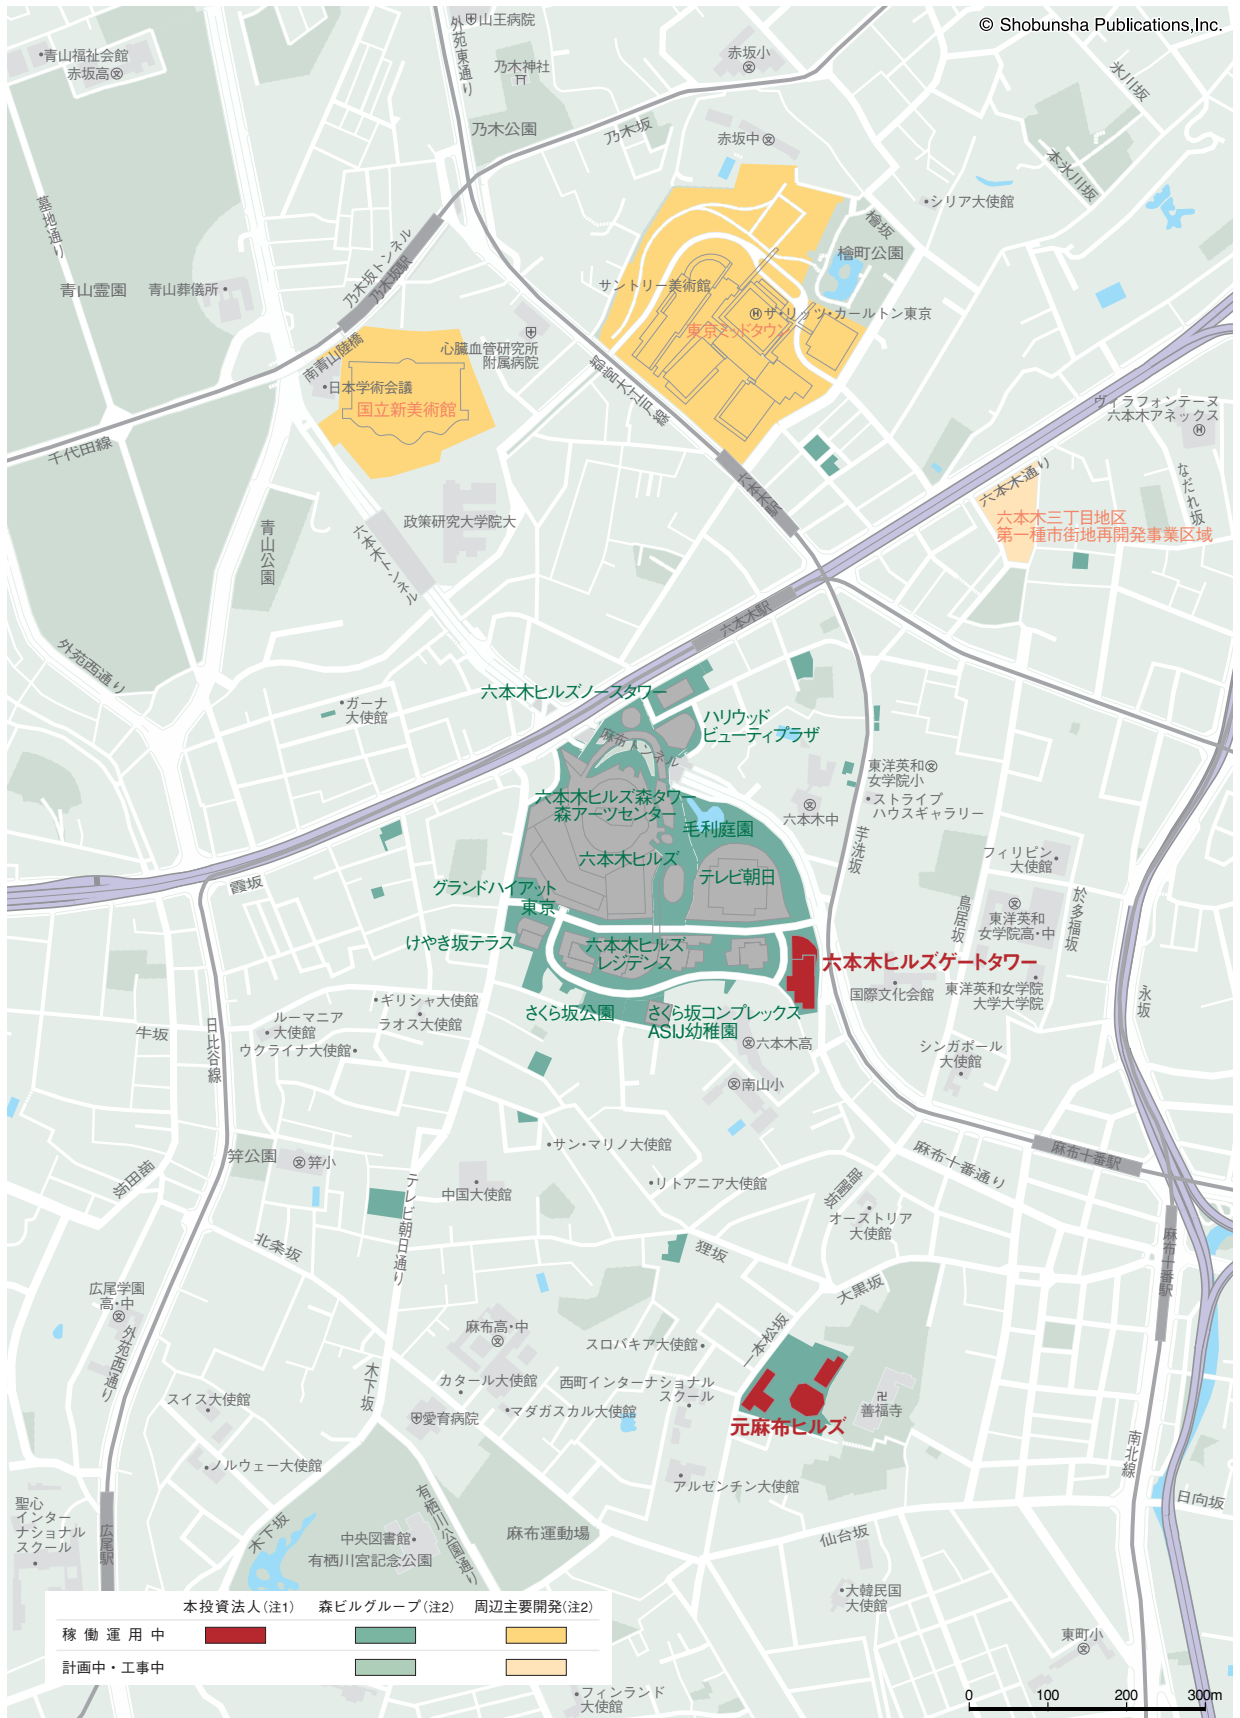 © Shobunsha Publications,Inc.
山王病院
外苑東通り
青山福祉会館
赤坂高
乃木神社
赤坂小
氷川坂
乃木公園
乃木坂
赤坂中
本氷川坂
シリア大使館
墓地通り
檜坂
檜町公園
乃木坂トンネル
乃木坂駅
青山霊園
青山葬儀所
サントリー美術館
ザ・リッツ・カールトン東京
東京ミッドタウン
南青山陸橋
心臓血管研究所
附属病院
日本学術会議
国立新美術館
都営大江戸線
ヴィラフォンテーヌ
六本木アネックス
千代田線
六本木駅
六本木通り
なだれ坂
六本木三丁目地区
第一種市街地再開発事業区域
政策研究大学院大
青山公園
六本木トンネル
六本木駅
外苑西通り
ガーナ
大使館
六本木ヒルズノースタワー
ハリウッド
ビューティプラザ
麻布トンネル
東洋英和
女学院小
六本木ヒルズ森タワー
森アーツセンター
ストライプ
ハウスギャラリー
六本木中
毛利庭園
芋洗坂
六本木ヒルズ
テレビ朝日
フィリピン
大使館
霞坂
グランドハイアット
東京
鳥居坂
於多福坂
東洋英和
女学院高・中
けやき坂テラス
六本木ヒルズ
レジデンス
六本木ヒルズゲートタワー
国際文化会館
東洋英和女学院
大学大学院
永坂
ギリシャ大使館
ラオス大使館
さくら坂公園
さくら坂コンプレックス
ASIJ幼稚園
ルーマニア
大使館
ウクライナ大使館
牛坂
日比谷線
六本木高
シンガポール
大使館
南山小
サン・マリノ大使館
麻布十番通り
麻布十番駅
笄公園
笄小
中国大使館
リトアニア大使館
暗闇坂
オーストリア
大使館
テレビ朝日通り
北条坂
狸坂
麻布十番駅
広尾学園
高・中
大黒坂
外苑西通り
麻布高・中
スロバキア大使館
一本松坂
木下坂
カタール大使館
西町インターナショナル
スクール
スイス大使館
愛育病院
マダガスカル大使館
善福寺
元麻布ヒルズ
南北線
ノルウェー大使館
アルゼンチン大使館
日向坂
聖心
インター
ナショナル
スクール
広尾駅
木下坂
中央図書館
有栖川宮記念公園
有栖川公園通り
麻布運動場
仙台坂
大韓民国
大使館
東町小
フィンランド
大使館
本投資法人(注1) 森ビルグループ(注2) 周辺主要開発(注2)
稼働運用中
計画中・工事中
0 100 200 300m